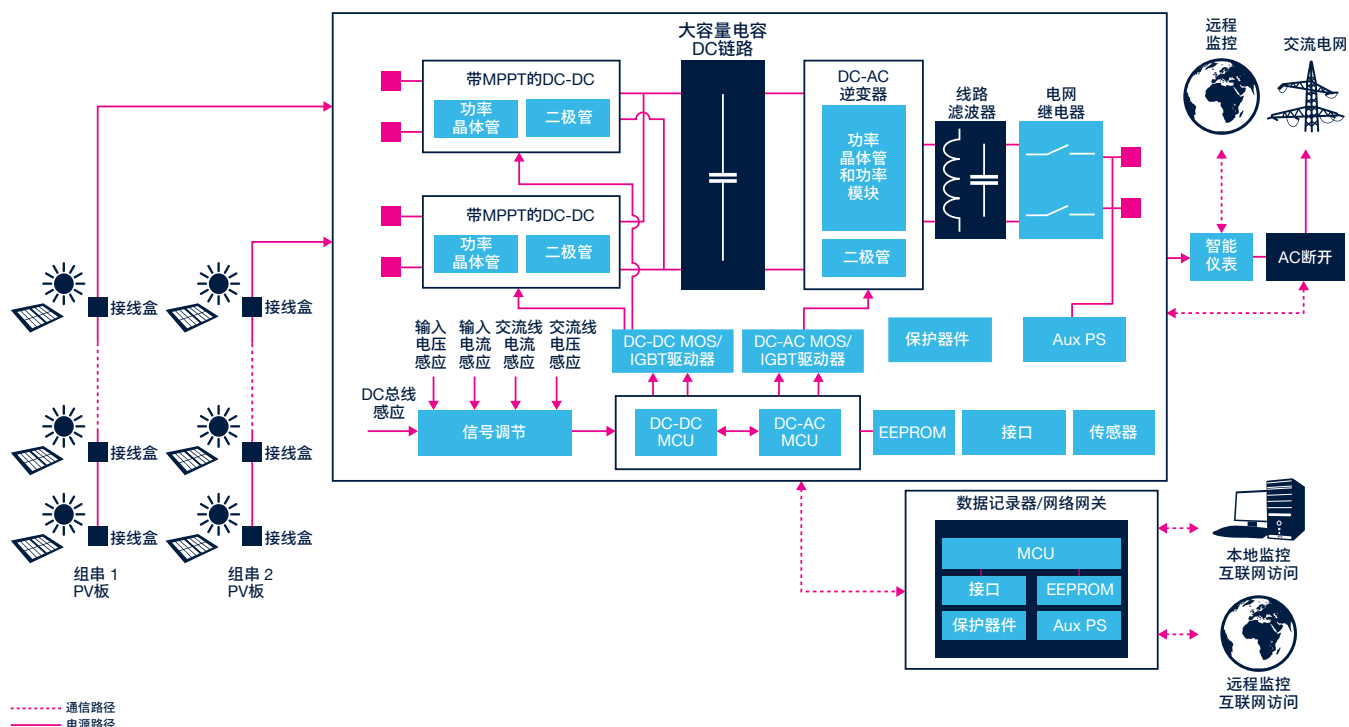 大容量电容
DC链路
带MPPT的DC-DC
功率
晶体管
二极管
带MPPT的DC-DC
功率
晶体管
二极管
DC-AC
逆变器
功率
晶体管
和功率
模块
二极管
线路
滤波器
电网
继电器
远程
监控
交流电网
智能
仪表
AC断开
接线盒
接线盒
接线盒
接线盒
接线盒
接线盒
组串 1
PV板
组串 2
PV板
输入
电压
感应
输入
电流
感应
交流线
电流
感应
交流线
电压
感应
DC总线
感应
信号调节
DC-DC MOS/
IGBT驱动器
DC-AC MOS/
IGBT驱动器
保护器件
Aux PS
DC-DC
MCU
DC-AC
MCU
EEPROM
接口
传感器
数据记录器/网络网关
MCU
接口
EEPROM
保护器件
Aux PS
本地监控
互联网访问
远程监控
互联网访问
通信路径
电源路径